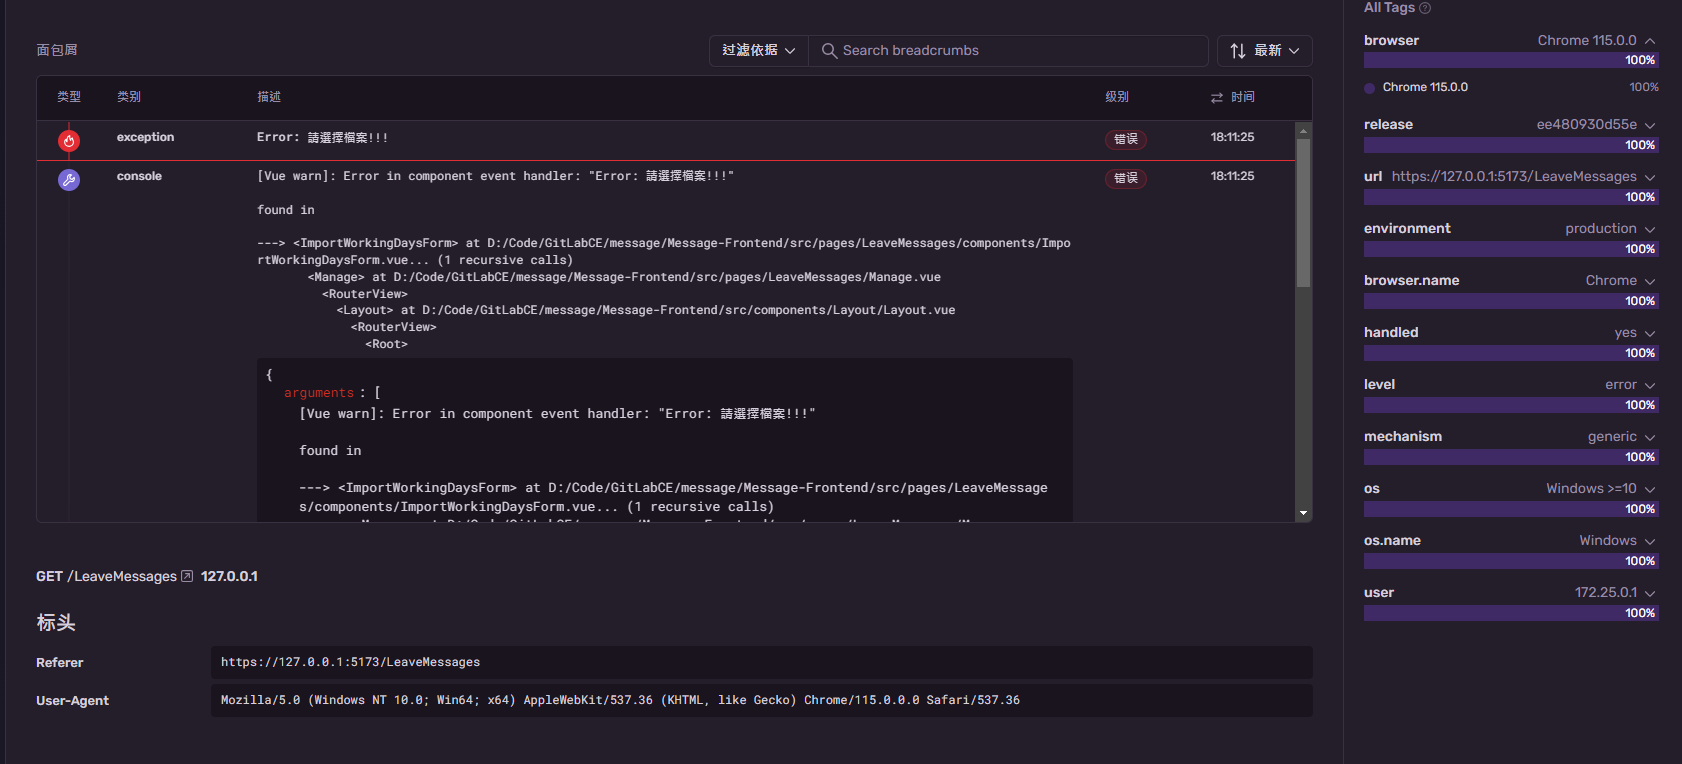 面包屑
过滤依据
Search breadcrumbs
最新
类型 类别 描述 级别 时间
exception Error: 請選擇檔案!!! 错误 18:11:25
console [Vue warn]: Error in component event handler: "Error: 請選擇檔案!!!" 错误 18:11:25
found in
---> <ImportWorkingDaysForm> at D:/Code/GitLabCE/message/Message-Frontend/src/pages/LeaveMessages/components/Impo
rtWorkingDaysForm.vue... (1 recursive calls)
<Manage> at D:/Code/GitLabCE/message/Message-Frontend/src/pages/LeaveMessages/Manage.vue
<RouterView>
<Layout> at D:/Code/GitLabCE/message/Message-Frontend/src/components/Layout/Layout.vue
<RouterView>
<Root>
{
arguments : [
[Vue warn]: Error in component event handler: "Error: 請選擇檔案!!!"
found in
---> <ImportWorkingDaysForm> at D:/Code/GitLabCE/message/Message-Frontend/src/pages/LeaveMessage
s/components/ImportWorkingDaysForm.vue... (1 recursive calls)
GET /LeaveMessages 127.0.0.1
标头
Referer https://127.0.0.1:5173/LeaveMessages
User-Agent Mozilla/5.0 (Windows NT 10.0; Win64; x64) AppleWebKit/537.36 (KHTML, like Gecko) Chrome/115.0.0.0 Safari/537.36
All Tags ?
browser Chrome 115.0.0
100%
Chrome 115.0.0 100%
release ee480930d55e
100%
url https://127.0.0.1:5173/LeaveMessages
100%
environment production
100%
browser.name Chrome
100%
handled yes
100%
level error
100%
mechanism generic
100%
os Windows >=10
100%
os.name Windows
100%
user 172.25.0.1
100%